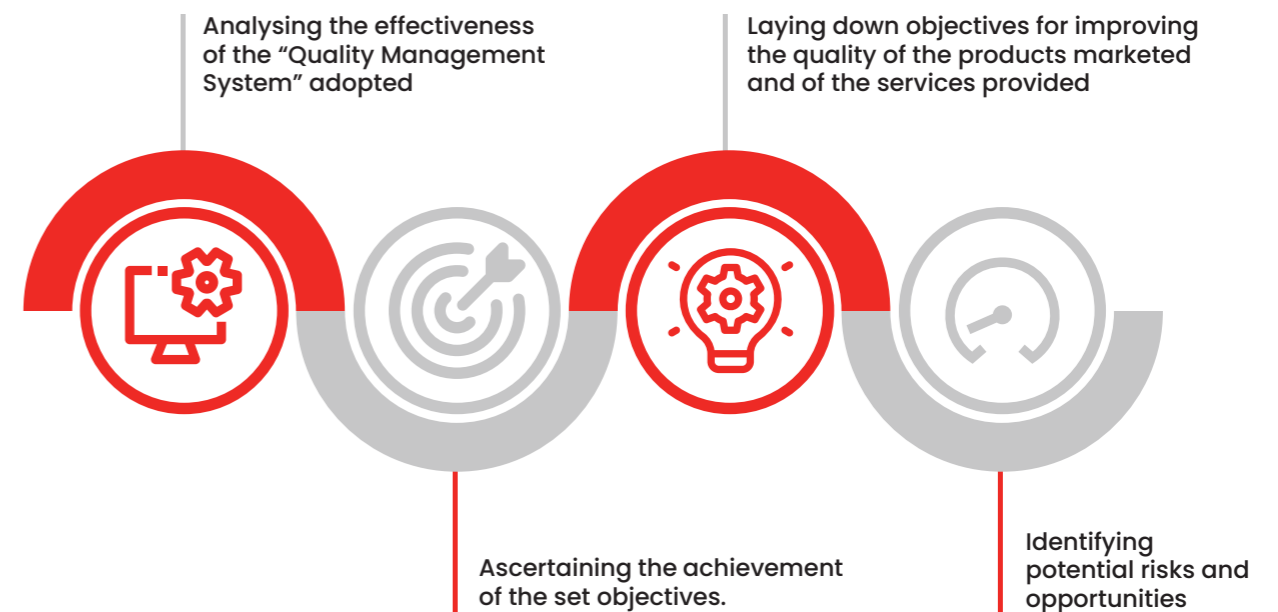 Analysing the effectiveness
of the “Quality Management
System” adopted
Laying down objectives for improving
the quality of the products marketed
and of the services provided
Ascertaining the achievement
of the set objectives.
Identifying
potential risks and
opportunities